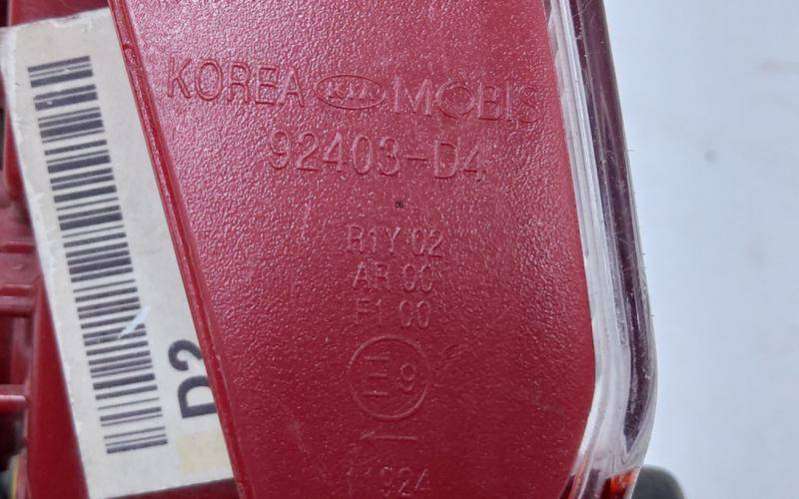 KOREA KIA MOBIS
92403-D4
R1Y 02
AR 00
F1 00
E9
D2